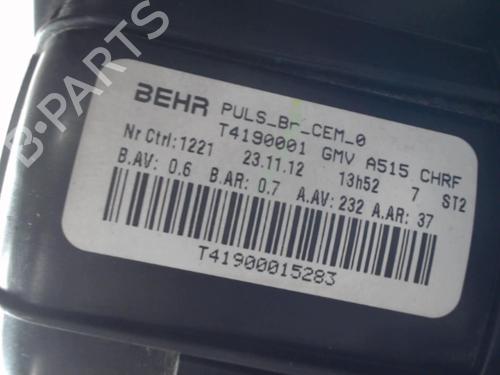 BEHR PULS_Br_CEM_0
T4190001 GMV A515 CHRF
Nr Ctrl:1221 23.11.12 13h52 7 ST2
B.AV: 0.6 B.AR: 0.7 A.AV: 232 A.AR: 37
T41900015283
B-PARTS